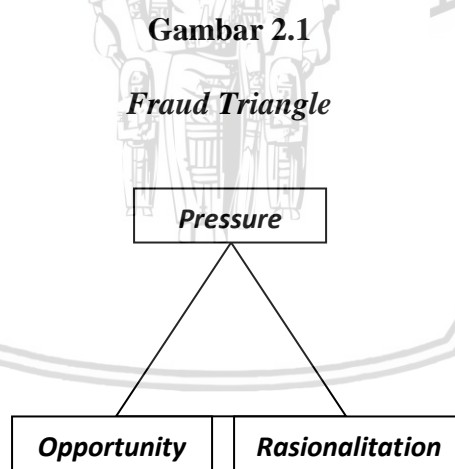 Gambar 2.1
Fraud Triangle
Pressure
Opportunity
Rasionalitation